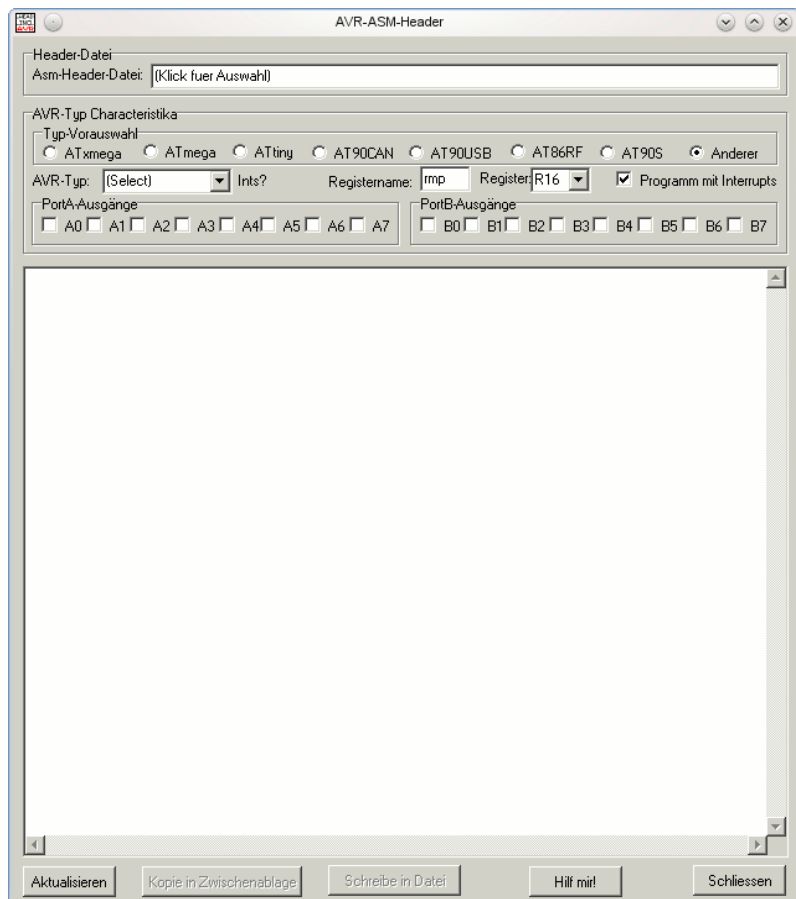 AVR-ASM-Header
Header-Datei
Asm-Header-Datei: (Klick fuer Auswahl)
AVR-Typ Characteristika
Typ-Vorauswahl
ATxmega ATmega ATtiny AT90CAN AT90USB AT86RF AT90S Anderer
AVR-Typ: (Select) Ints? Registername: rmp Register: R16 Programm mit Interrupts
PortA-Ausgänge PortB-Ausgänge
A0 A1 A2 A3 A4 A5 A6 A7 B0 B1 B2 B3 B4 B5 B6 B7
Aktualisieren Kopie in Zwischenablage Schreibe in Datei Hilf mir! Schliessen